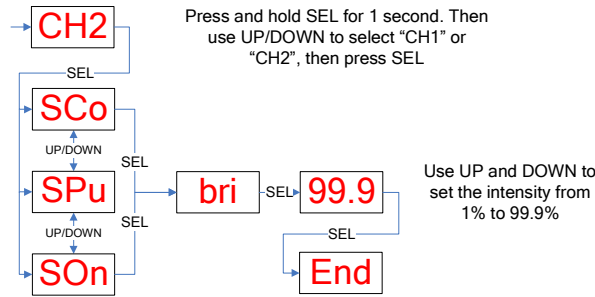 CH2
Press and hold SEL for 1 second. Then
use UP/DOWN to select “CH1” or
“CH2”, then press SEL
SEL
SCo
UP/DOWN
SEL
SPu
bri
SEL
99.9
Use UP and DOWN to
set the intensity from
1% to 99.9%
UP/DOWN
SEL
SEL
SOn
End